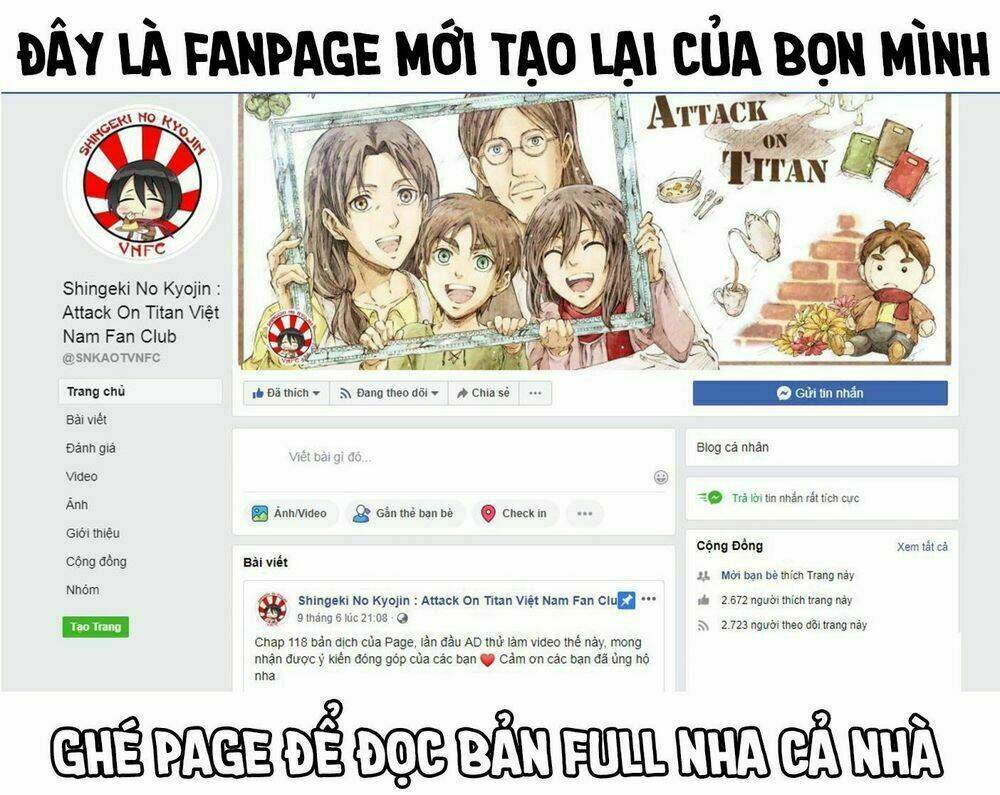 ĐÂY LÀ FANPAGE MỚI TẠO LẠI CỦA BỌN MÌNH
SHINGEKI NO KYOJIN
VNFC
ATTACK
ON
TITAN
VNFC
Shingeki No Kyojin :
Attack On Titan Việt
Nam Fan Club
@SNKAOTVNFC
Trang chủ
Bài viết
Đánh giá
Video
Ảnh
Giới thiệu
Cộng đồng
Nhóm
Tạo Trang
Đã thích
Đang theo dõi
Chia sẻ
...
Gửi tin nhắn
Viết bài gì đó...
Ảnh/Video
Gắn thẻ bạn bè
Check in
...
Bài viết
Shingeki No Kyojin : Attack On Titan Việt Nam Fan Clu
...
9 tháng 6 lúc 21:08 ·
Chap 118 bản dịch của Page, lần đầu AD thử làm video thế này, mong
nhận được ý kiến đóng góp của các bạn ❤ Cảm ơn các bạn đã ủng hộ
nha
Blog cá nhân
Trả lời tin nhắn rất tích cực
Cộng Đồng
Xem tất cả
Mời bạn bè thích Trang này
2.672 người thích trang này
2.723 người theo dõi trang này
GHÉ PAGE ĐỂ ĐỌC BẢN FULL NHA CẢ NHÀ